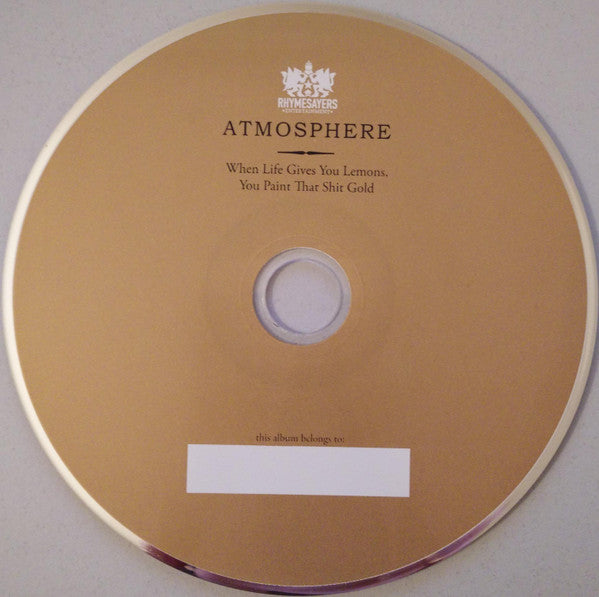 RHYMESAYERS
ENTERTAINMENT
ATMOSPHERE
When Life Gives You Lemons,
You Paint That Shit Gold
this album belongs to: